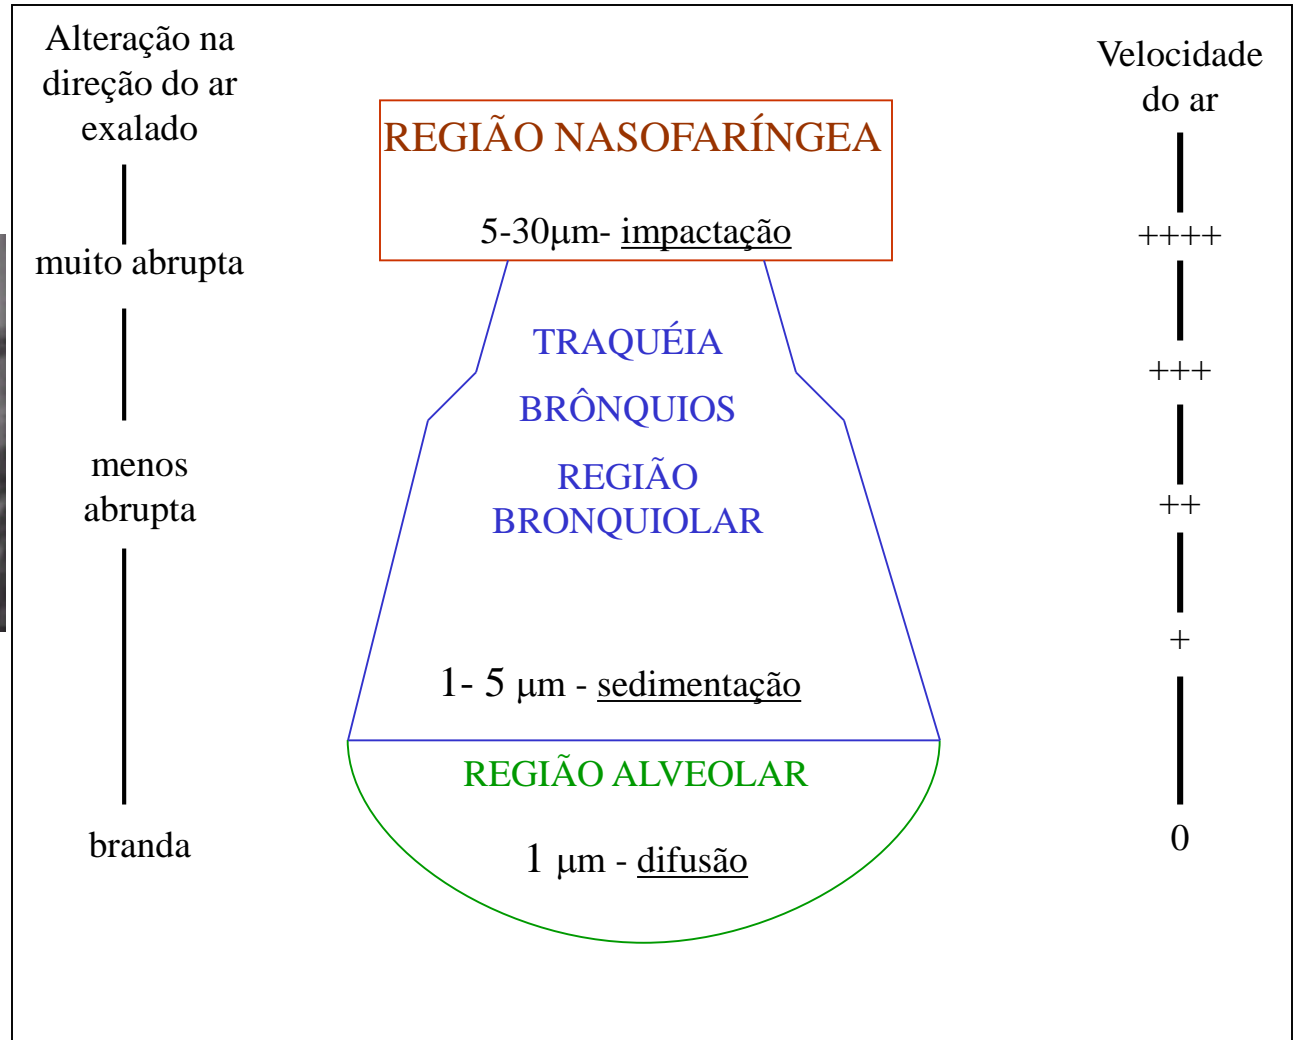 Alteração na
direção do ar
exalado
muito abrupta
menos
abrupta
branda
REGIÃO NASOFARÍNGEA
5-30μm- impactação
TRAQUÉIA
BRÔNQUIOS
REGIÃO
BRONQUIOLAR
1- 5 μm - sedimentação
REGIÃO ALVEOLAR
1 μm - difusão
Velocidade
do ar
++++
+++
++
+
0